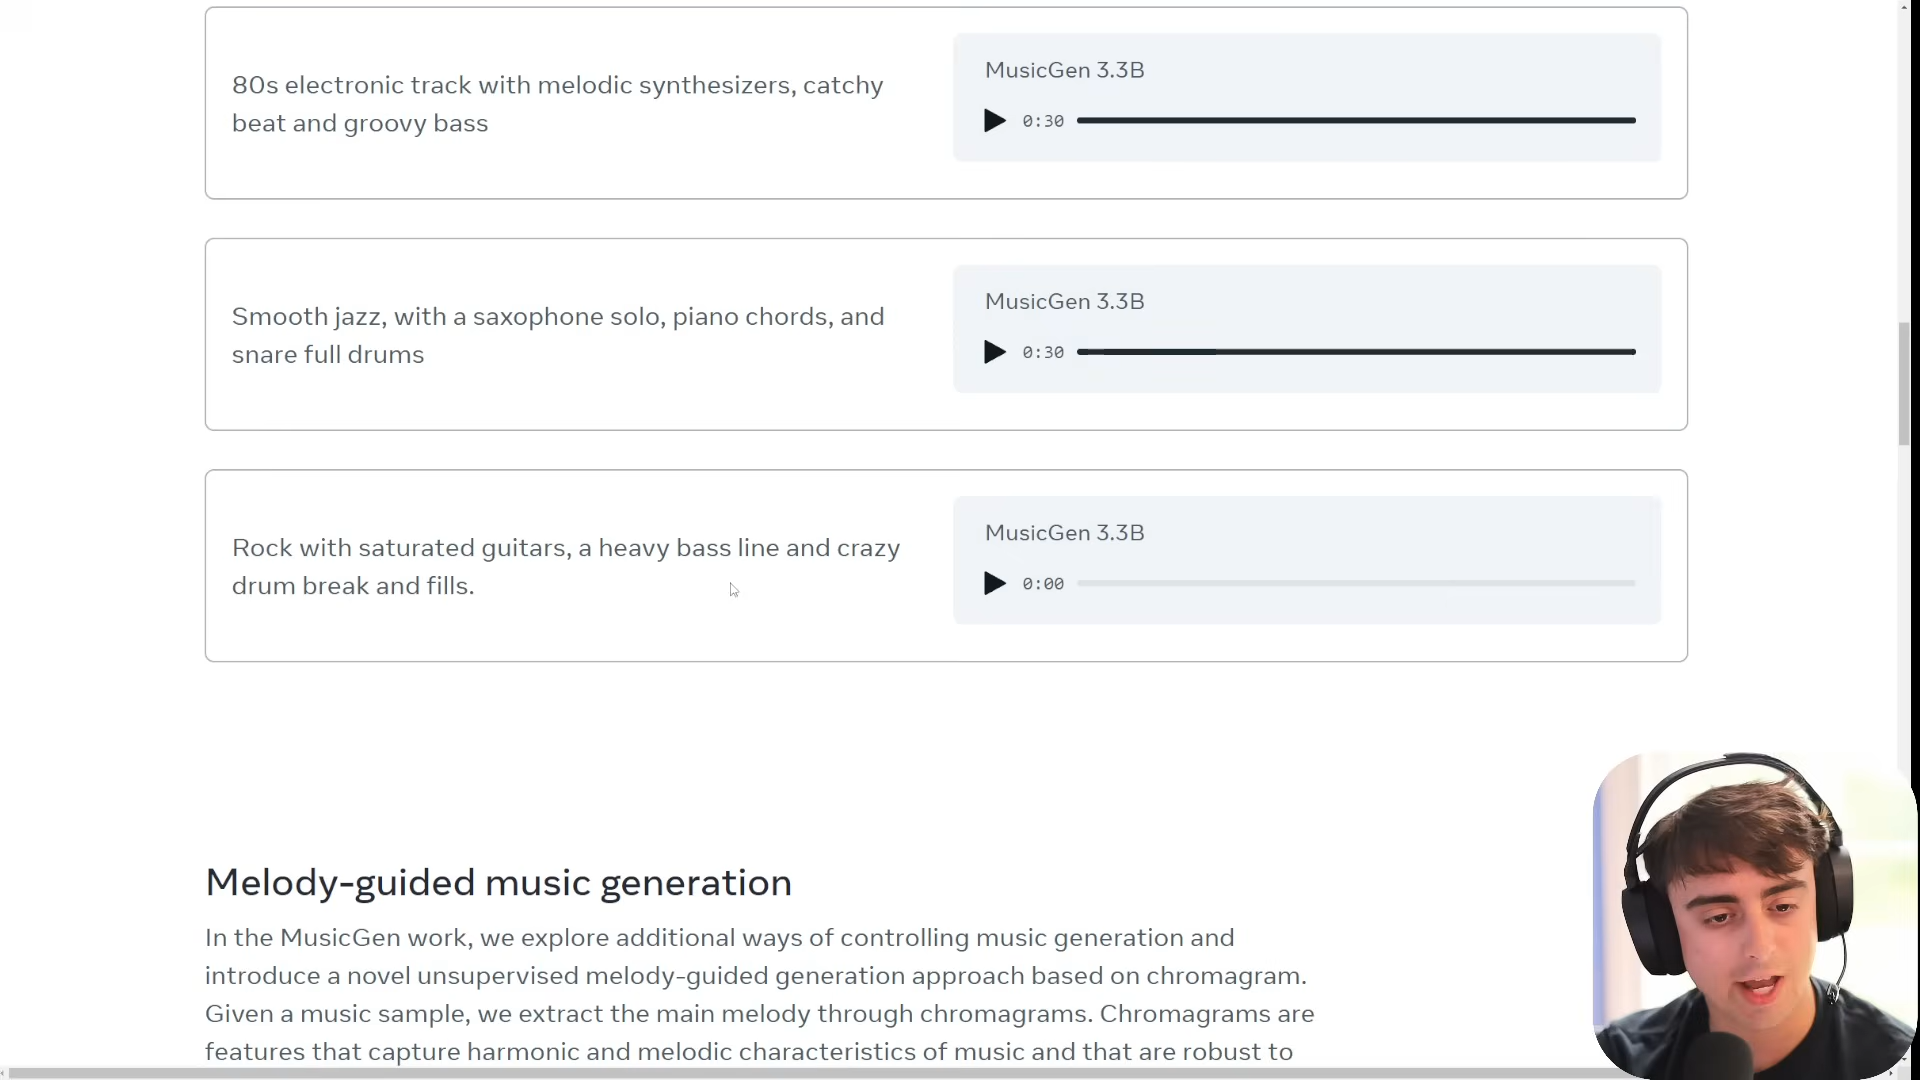 80s electronic track with melodic synthesizers, catchy
beat and groovy bass
MusicGen 3.3B
0:30
Smooth jazz, with a saxophone solo, piano chords, and
snare full drums
MusicGen 3.3B
0:30
Rock with saturated guitars, a heavy bass line and crazy
drum break and fills.
MusicGen 3.3B
0:00
Melody-guided music generation
In the MusicGen work, we explore additional ways of controlling music generation and
introduce a novel unsupervised melody-guided generation approach based on chromagram.
Given a music sample, we extract the main melody through chromagrams. Chromagrams are
features that capture harmonic and melodic characteristics of music and that are robust to